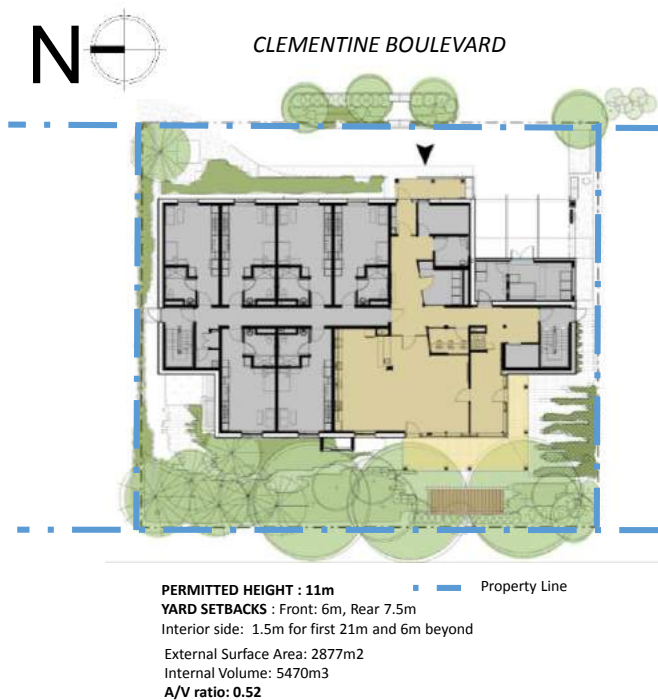 N
CLEMENTINE BOULEVARD
PERMITTED HEIGHT : 11m
Property Line
YARD SETBACKS : Front: 6m, Rear 7.5m
Interior side: 1.5m for first 21m and 6m beyond
External Surface Area: 2877m2
Internal Volume: 5470m3
A/V ratio: 0.52